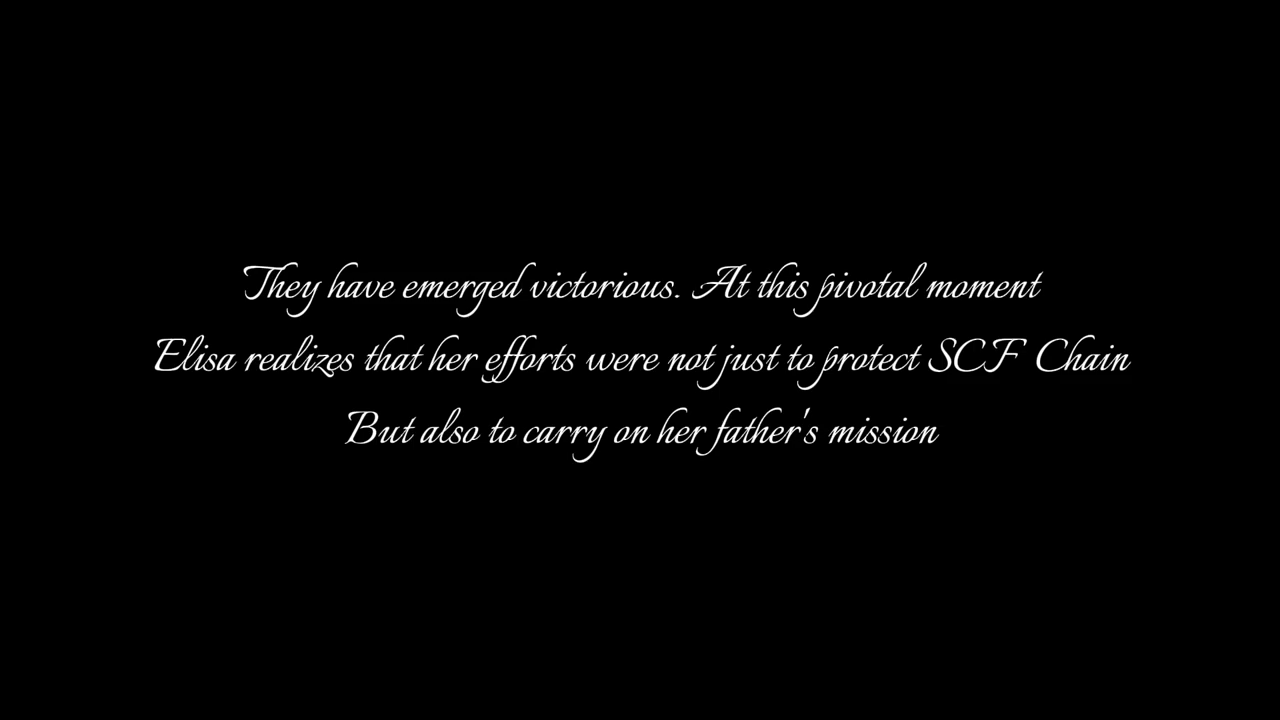 They have emerged victorious. At this pivotal moment
Elisa realizes that her efforts were not just to protect SCF Chain
But also to carry on her father's mission